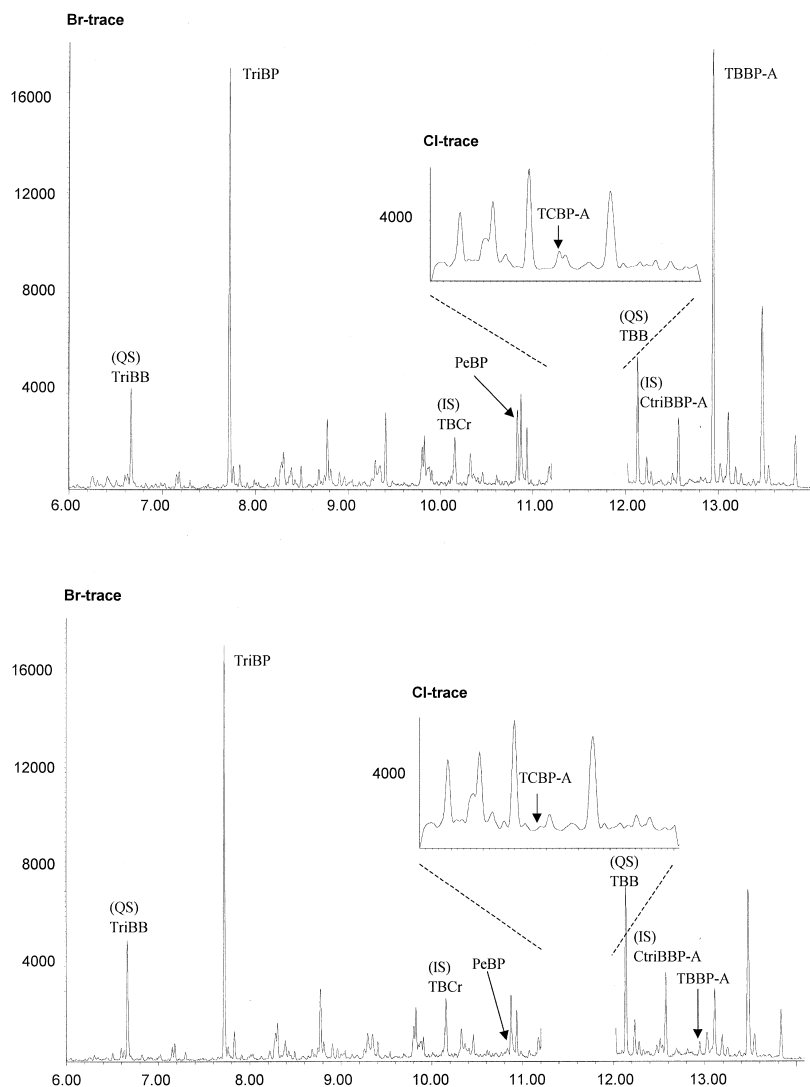 Br-trace
16000
12000
8000
4000
TriBP
TBBP-A
Cl-trace
4000
TCBP-A
(QS)
TriBB
(IS)
TBCr
PeBP
(QS)
TBB
(IS)
CtriBBP-A
6.00 7.00 8.00 9.00 10.00 11.00 12.00 13.00
Br-trace
16000
12000
8000
4000
TriBP
Cl-trace
4000
TCBP-A
(QS)
TriBB
(IS)
TBCr
PeBP
(QS)
TBB
(IS)
CtriBBP-A
TBBP-A
6.00 7.00 8.00 9.00 10.00 11.00 12.00 13.00